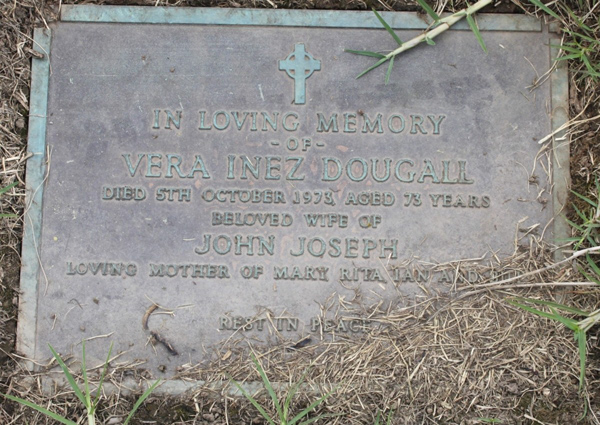 IN LOVING MEMORY
- OF -
VERA INEZ DOUGALL
DIED 5TH OCTOBER 1973, AGED 73 YEARS
BELOVED WIFE OF
JOHN JOSEPH
LOVING MOTHER OF MARY, RITA, IAN AND
REST IN PEACE